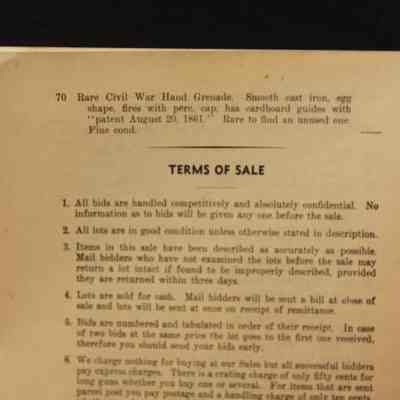 70 Rare Civil War Hand Grenade. Smooth cast iron, egg
shape, fires with perc. cap, has cardboard guides with
"patent August 20, 1861." Rare to find an unused one.
Fine cond.
TERMS OF SALE
1. All bids are handled competitively and absolutely confidential. No
information as to bids will be given any one before the sale.
2. All lots are in good condition unless otherwise stated in description.
3. Items in this sale have been described as accurately as possible.
Mail bidders who have not examined the lots before the sale may
return a lot intact if found to be improperly described, provided
they are returned within three days.
4. Lots are sold for cash. Mail bidders will be sent a bill at close of
sale and lots will be sent at once on receipt of remittance.
5. Bids are numbered and tabulated in order of their receipt. In case
of two bids at the same price the lot goes to the first one received,
therefore you should send your bids early.
6. We charge nothing for buying at our Sales but all successful bidders
pay express charges. There is a crating charge of only fifty cents for
long guns whether you buy one or several. For items that are sent
parcel post you pay postage and a handling charge of only ten cents